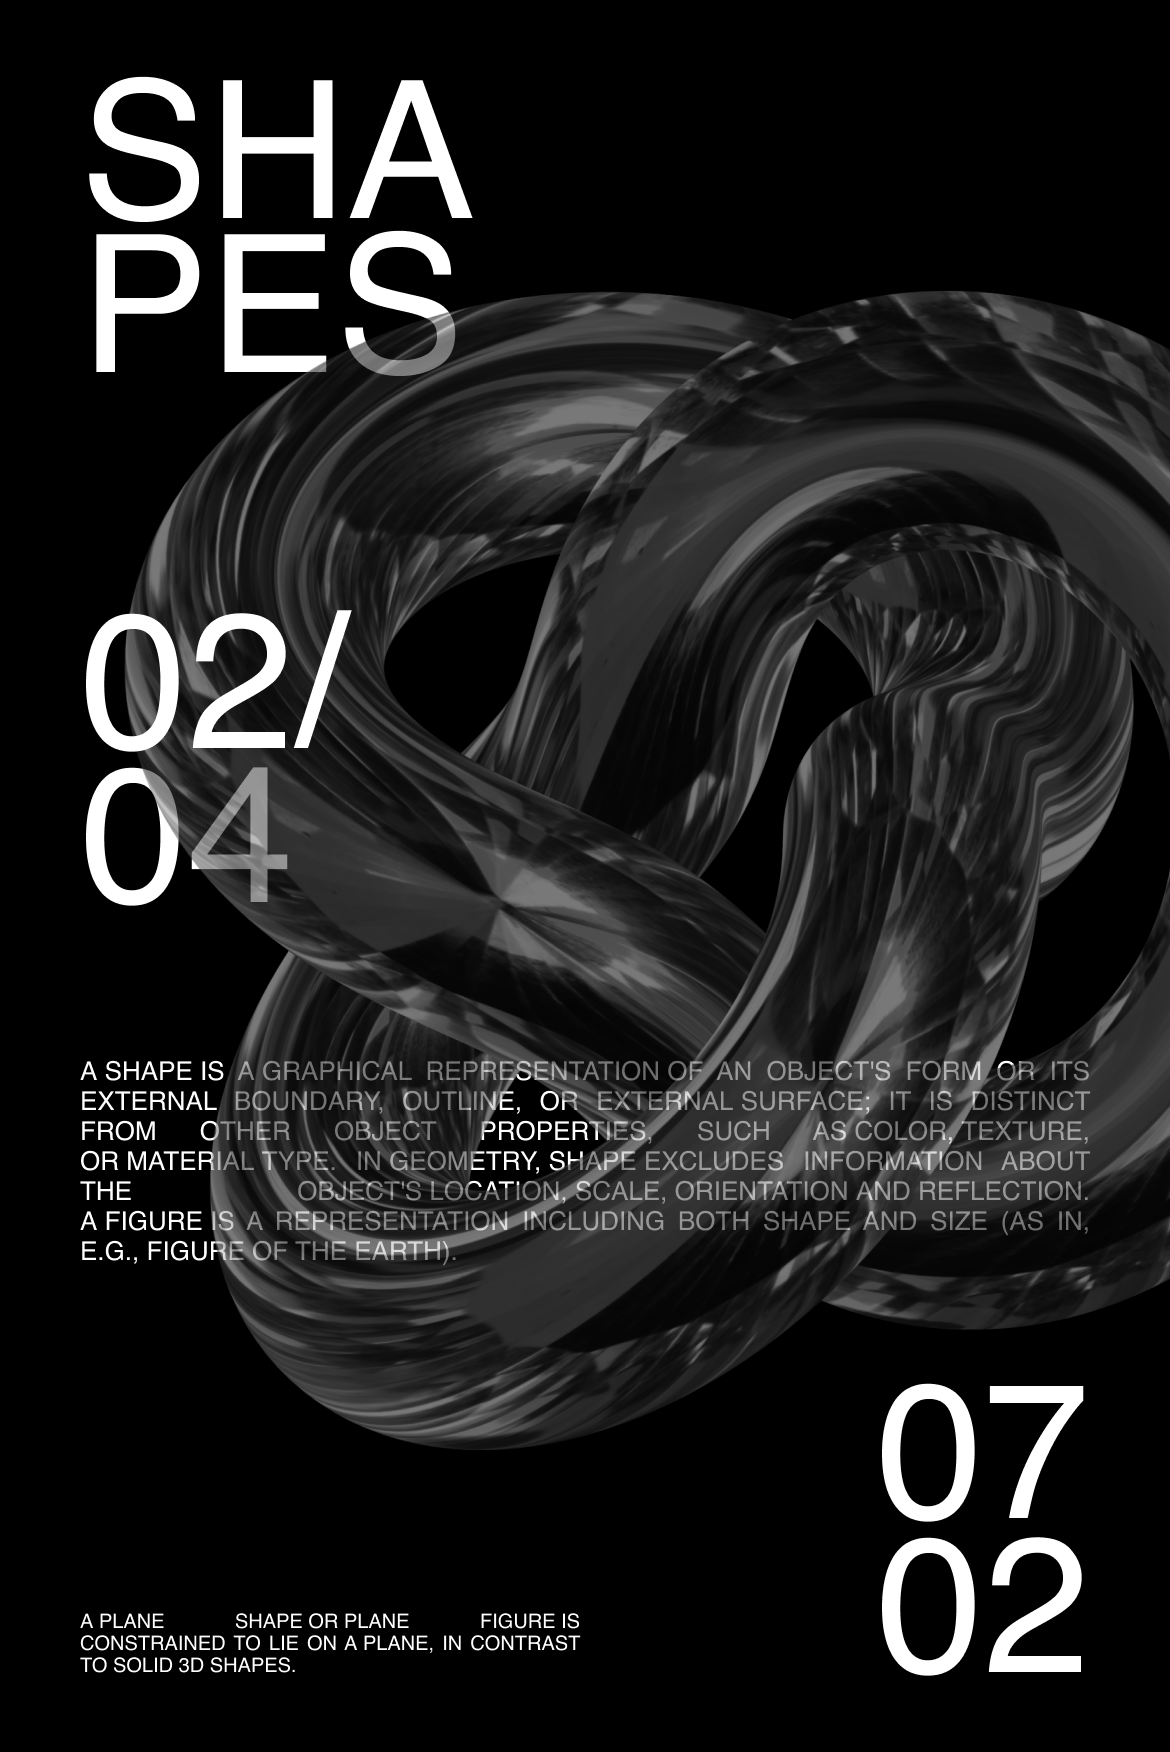 SHA
PES
02/
04
A SHAPE IS A GRAPHICAL REPRESENTATION OF AN OBJECT'S FORM OR ITS
EXTERNAL BOUNDARY, OUTLINE, OR EXTERNAL SURFACE; IT IS DISTINCT
FROM OTHER OBJECT PROPERTIES, SUCH AS COLOR, TEXTURE,
OR MATERIAL TYPE. IN GEOMETRY, SHAPE EXCLUDES INFORMATION ABOUT
THE OBJECT'S LOCATION, SCALE, ORIENTATION AND REFLECTION.
A FIGURE IS A REPRESENTATION INCLUDING BOTH SHAPE AND SIZE (AS IN,
E.G., FIGURE OF THE EARTH).
07
02
A PLANE SHAPE OR PLANE FIGURE IS
CONSTRAINED TO LIE ON A PLANE, IN CONTRAST
TO SOLID 3D SHAPES.